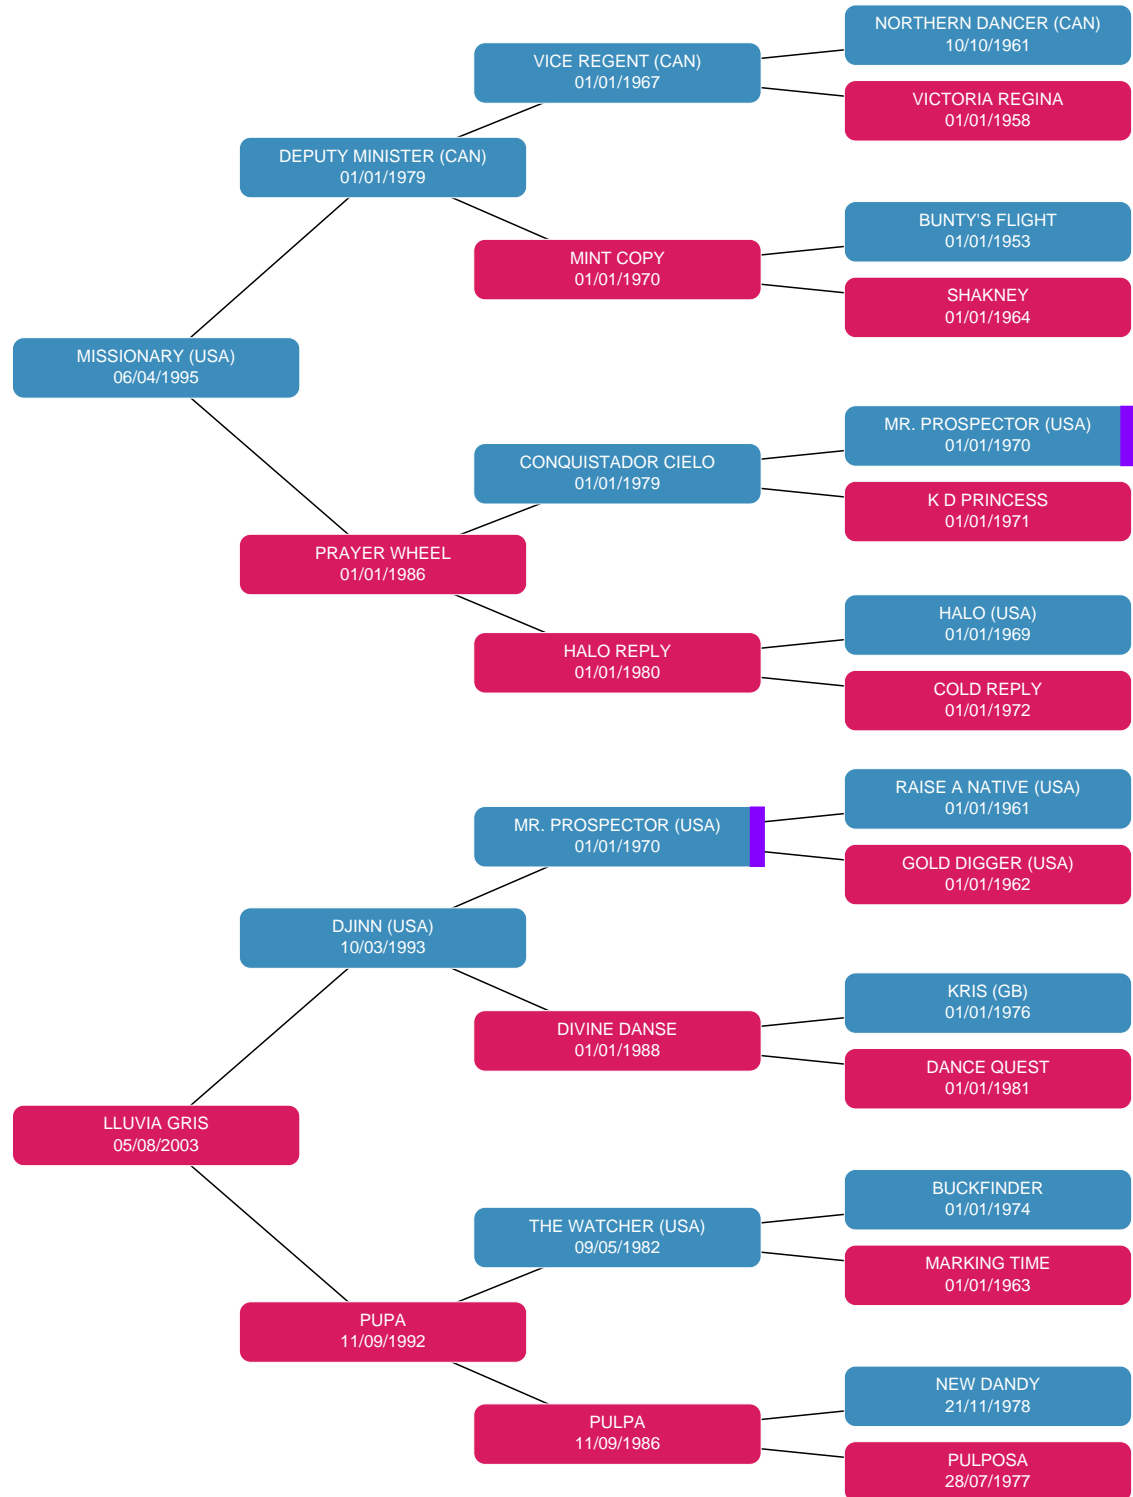 NORTHERN DANCER (CAN)
10/10/1961
VICE REGENT (CAN)
01/01/1967
VICTORIA REGINA
01/01/1958
DEPUTY MINISTER (CAN)
01/01/1979
BUNTY'S FLIGHT
01/01/1953
MINT COPY
01/01/1970
SHAKNEY
01/01/1964
MISSIONARY (USA)
06/04/1995
MR. PROSPECTOR (USA)
01/01/1970
CONQUISTADOR CIELO
01/01/1979
K D PRINCESS
01/01/1971
PRAYER WHEEL
01/01/1986
HALO (USA)
01/01/1969
HALO REPLY
01/01/1980
COLD REPLY
01/01/1972
RAISE A NATIVE (USA)
01/01/1961
MR. PROSPECTOR (USA)
01/01/1970
GOLD DIGGER (USA)
01/01/1962
DJINN (USA)
10/03/1993
KRIS (GB)
01/01/1976
DIVINE DANSE
01/01/1988
DANCE QUEST
01/01/1981
LLUVIA GRIS
05/08/2003
BUCKFINDER
01/01/1974
THE WATCHER (USA)
09/05/1982
MARKING TIME
01/01/1963
PUPA
11/09/1992
NEW DANDY
21/11/1978
PULPA
11/09/1986
PULPOSA
28/07/1977